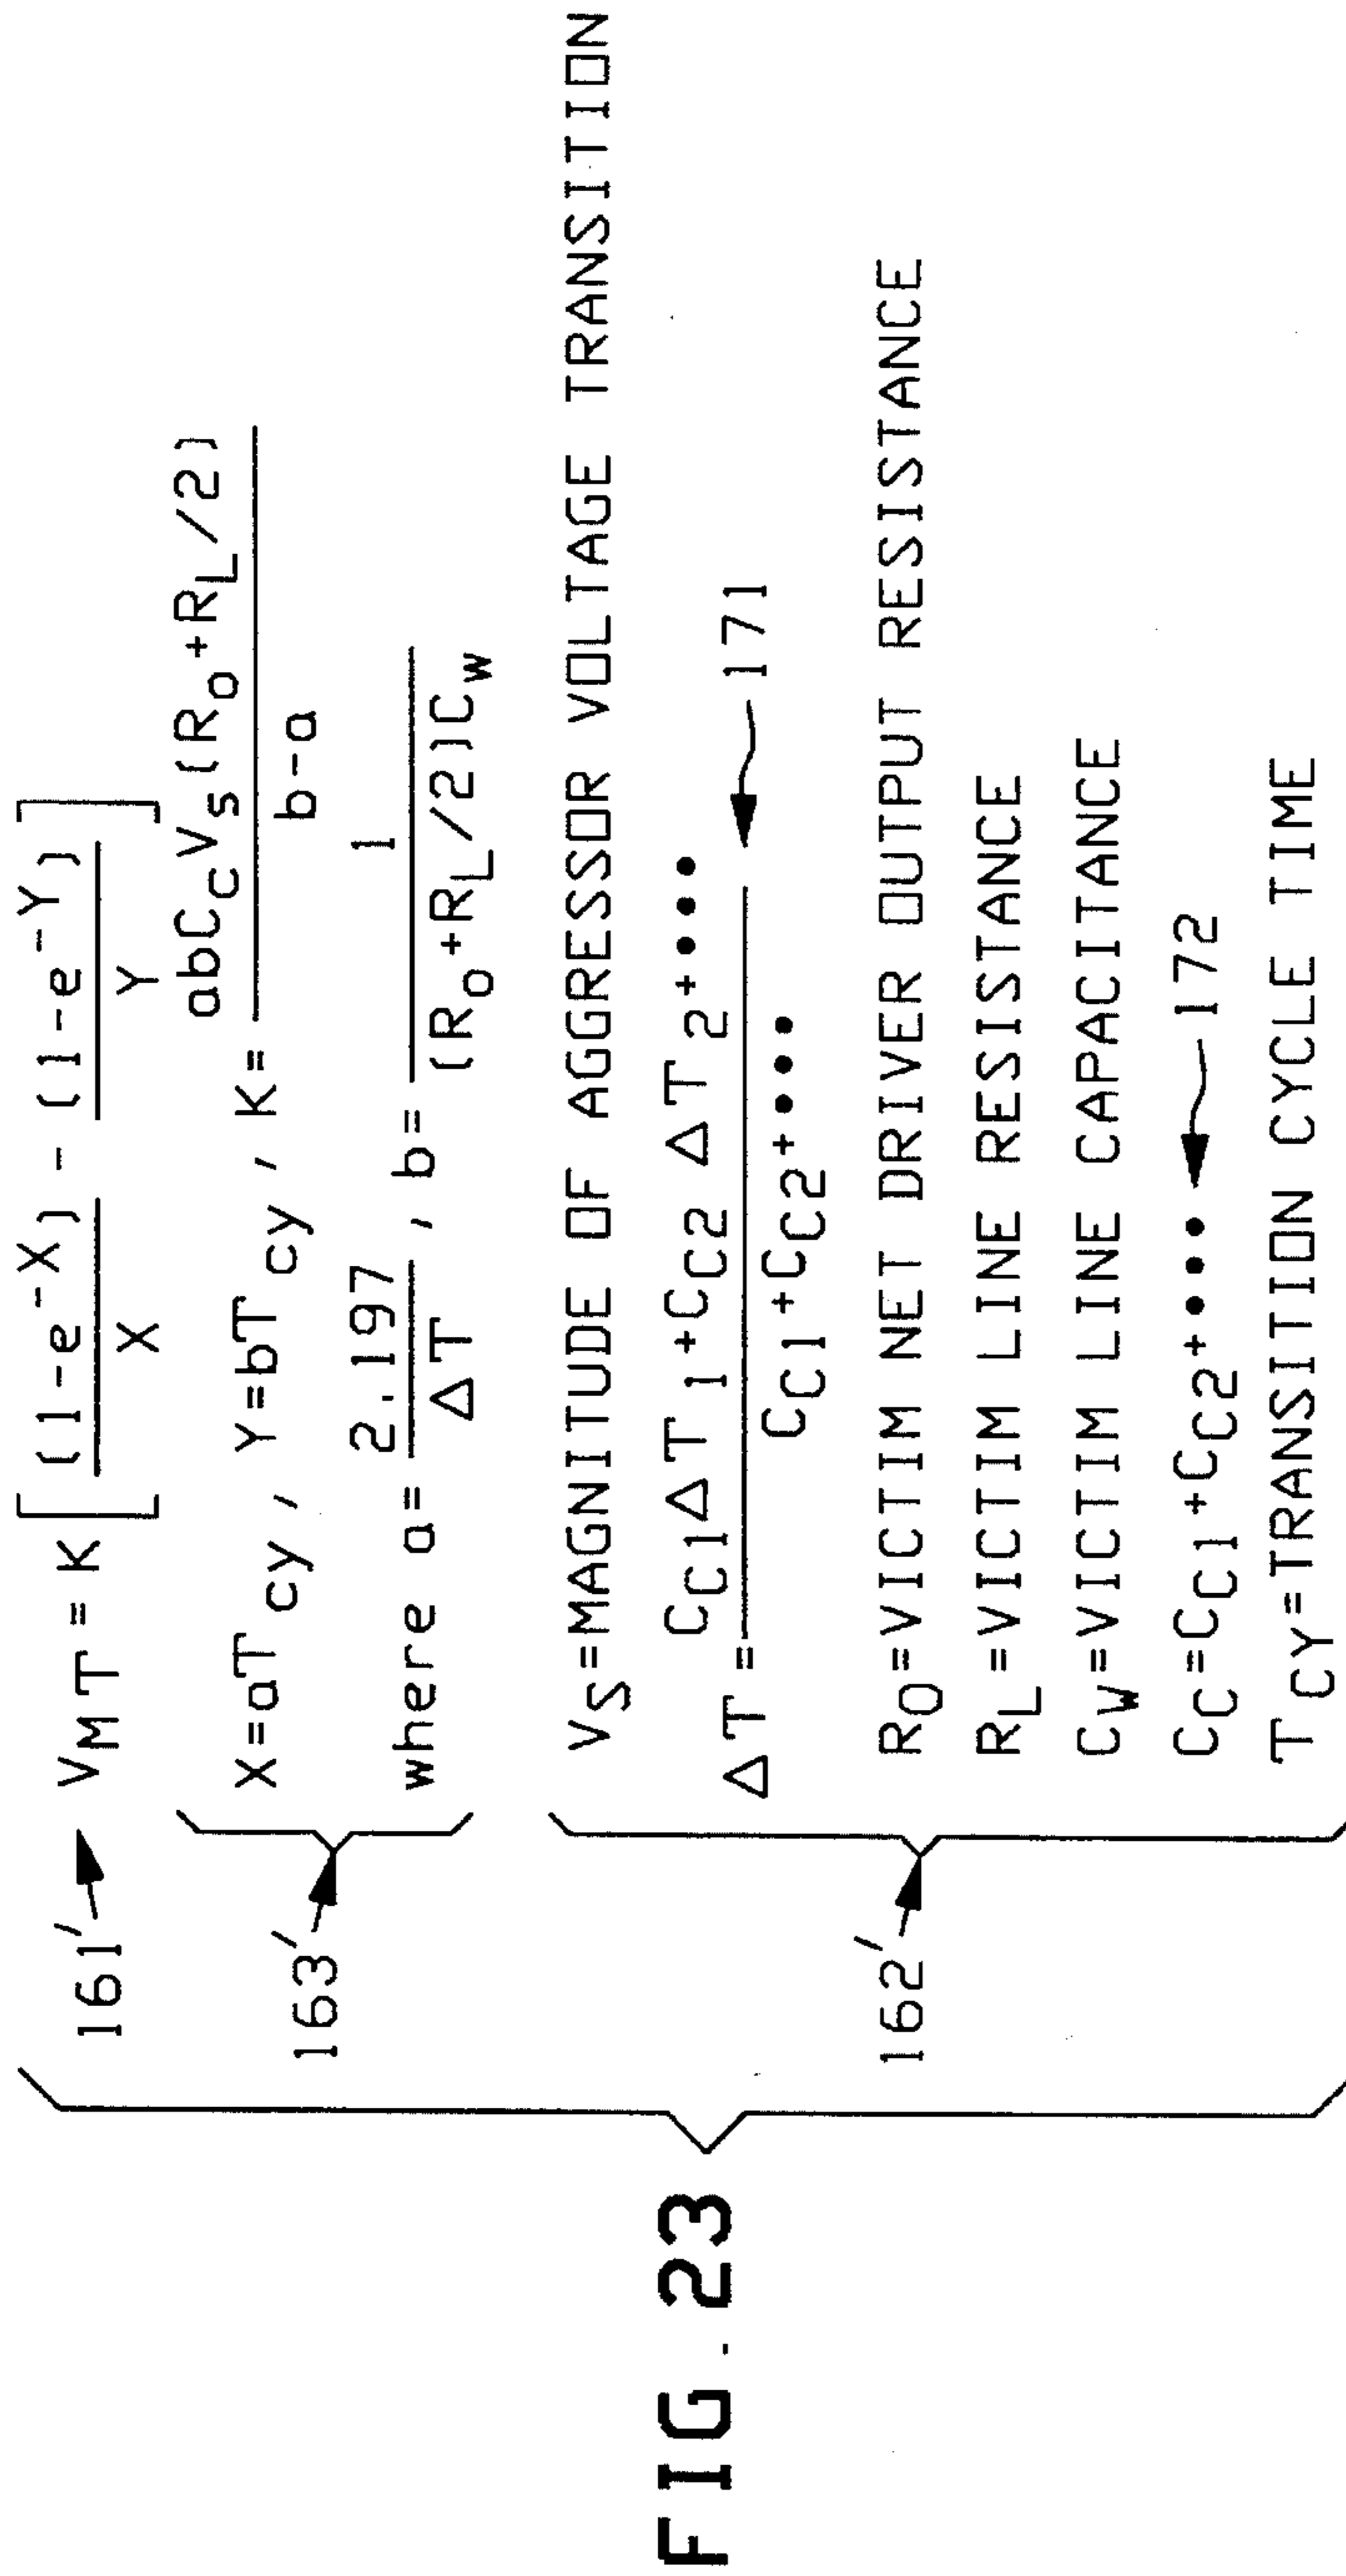 FIG. 23
161′ V_MT = K [ (1-e^-X)/X - (1-e^-Y)/Y ]
163′ X=aT_cy, Y=bT_cy, K= abC_cV_s(R_o+R_L/2)/b-a
where a= 2.197/ΔT, b= 1/(R_o+R_L/2)C_w
162′ V_S=MAGNITUDE OF AGGRESSOR VOLTAGE TRANSITION
ΔT= C_C1ΔT_1+C_C2 ΔT_2+•••/C_C1+C_C2+••• 171
R_O=VICTIM NET DRIVER OUTPUT RESISTANCE
R_L=VICTIM LINE RESISTANCE
C_W=VICTIM LINE CAPACITANCE
C_C=C_C1+C_C2+••• 172
T_CY=TRANSITION CYCLE TIME